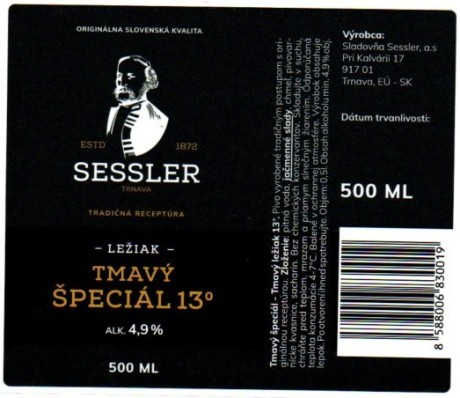 ORIGINÁLNA SLOVENSKÁ KVALITA
ESTD 1872
SESSLER
TRNAVA
TRADIČNÁ RECEPTÚRA
– LEŽIAK –
TMAVÝ
ŠPECIÁL 13°
ALK. 4,9%
500 ML
Tmavý špeciál - Tmavý ležiak 13°. Pivo vyrobené tradičným postupom s ori-
ginálnou receptúrou. Zloženie: pitná voda, jačmenné slady, chmeľ, pivovar-
nícke kvasnice, sacharín. Bez chemických konzervantov. Skladujte v suchu,
chráňte pred teplom, mrazom a priamym slnečným žiarením. Odporúčaná
teplota konzumácie 4-7°C. Balené v ochrannej atmosfére. Výrobok obsahuje
lepok. Po otvorení ihneď spotrebujte. Objem: 0,5l. Obsah alkoholu min. 4,9% obj.
Výrobca:
Sladovňa Sessler, a.s
Pri Kalvárii 17
917 01
Trnava, EÚ - SK
Dátum trvanlivosti:
500 ML
8 588006 830019